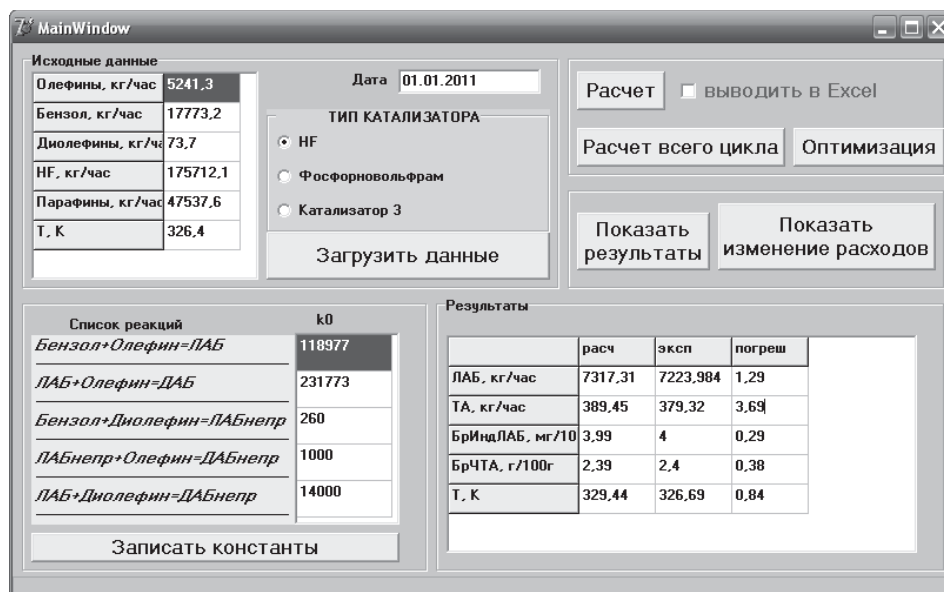 MainWindow
Исходные данные
Олефины, кг/час 5241,3
Бензол, кг/час 17773,2
Диолефины, кг/ча 73,7
HF, кг/час 175712,1
Парафины, кг/час 47537,6
Т, К 326,4
Дата 01.01.2011
ТИП КАТАЛИЗАТОРА
HF
Фосфорновольфрам
Катализатор 3
Загрузить данные
Расчет выводить в Excel
Расчет всего цикла Оптимизация
Показать
результаты
Показать
изменение расходов
Список реакций k0
Бензол+Олефин=ЛАБ 118977
ЛАБ+Олефин=ДАБ 231773
Бензол+Диолефин=ЛАБнепр 260
ЛАБнепр+Олефин=ДАБнепр 1000
ЛАБ+Диолефин=ДАБнепр 14000
Записать константы
Результаты
расч эксп погреш
ЛАБ, кг/час 7317,31 7223,984 1,29
ТА, кг/час 389,45 379,32 3,69
БрИндЛАБ, мг/10 3,99 4 0,29
БрЧТА, г/100г 2,39 2,4 0,38
Т, К 329,44 326,69 0,84